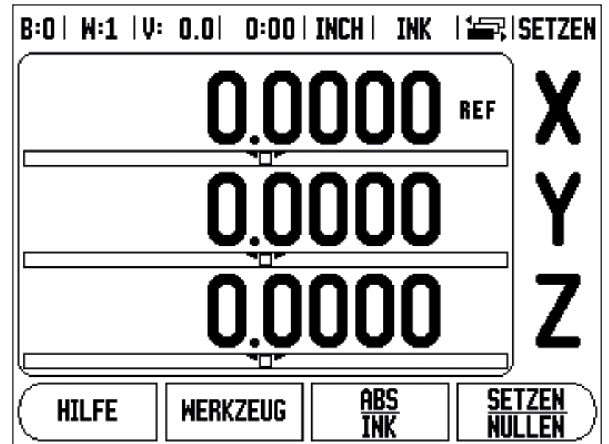 B:0 | W:1 | V: 0.0 | 0:00 | INCH | INK | SETZEN
0.0000 REF X
0.0000 Y
0.0000 Z
HILFE WERKZEUG ABS INK SETZEN NULLEN